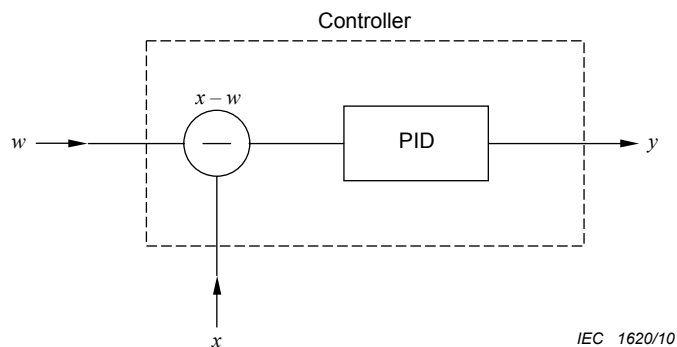 Controller
x – w
w
PID
y
x
IEC 1620/10